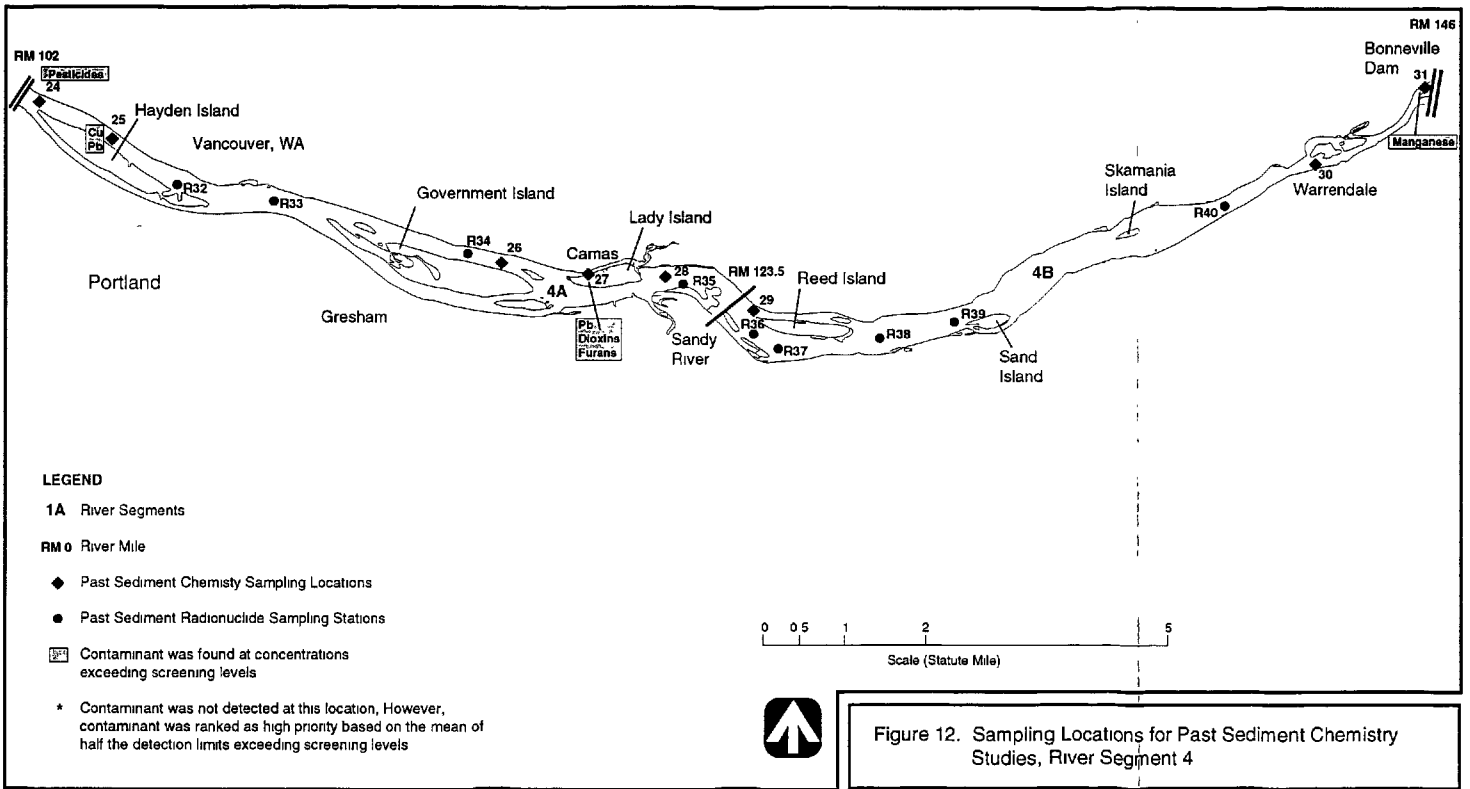 RM 102
Pesticides
24
Hayden Island
25
Cu
Pb
Vancouver, WA
R32
R33
Government Island
R34
26
Lady Island
Camas
27
4A
28
R35
RM 123.5
Reed Island
29
R36
R37
R38
R39
Portland
Gresham
Pb
Dioxins
Furans
Sandy
River
Sand
Island
4B
Skamania
Island
R40
30
Warrendale
RM 146
Bonneville
Dam
31
Manganese
LEGEND
1A River Segments
RM 0 River Mile
Past Sediment Chemisty Sampling Locations
Past Sediment Radionuclide Sampling Stations
Contaminant was found at concentrations
exceeding screening levels
* Contaminant was not detected at this location, However,
contaminant was ranked as high priority based on the mean of
half the detection limits exceeding screening levels
0 0 5 1 2 5
Scale (Statute Mile)
Figure 12. Sampling Locations for Past Sediment Chemistry
Studies, River Segment 4